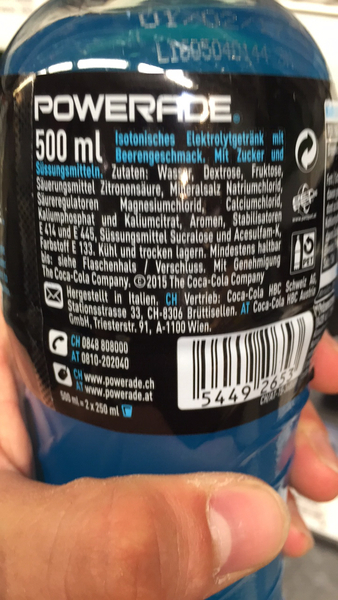 01/02/
L160504
POWERADE
500 ml
Isotonisches Elektrolytgetränk mit
Beerengeschmack. Mit Zucker und
Süssungsmitteln. Zutaten: Wasser, Dextrose, Fruktose,
Säuerungsmittel Zitronensäure, Mineralsalz Natriumchlorid,
Säureregulatoren Magnesiumchlorid, Calciumchlorid,
Kaliumphosphat und Kaliumcitrat, Aromen, Stabilisatoren
E 414 und E 445, Süssungsmittel Sucralose und Acesulfam-K,
Farbstoff E 133. Kühl und trocken lagern. Mindestens haltbar
bis: siehe Flaschenhals / Verschluss. Mit Genehmigung
The Coca-Cola Company. © 2015 The Coca-Cola Company
Hergestellt in Italien. CH Vertrieb: Coca-Cola HBC Schweiz AG,
Stationsstrasse 33, CH-8306 Brüttisellen. AT Coca-Cola HBC
GmbH, Triesterstr. 91, A-1100 Wien.
CH 0848 808000
AT 0810-202040
CH www.powerade.ch
AT www.powerade.at
500 ml = 2 x 250 ml
5449 2653